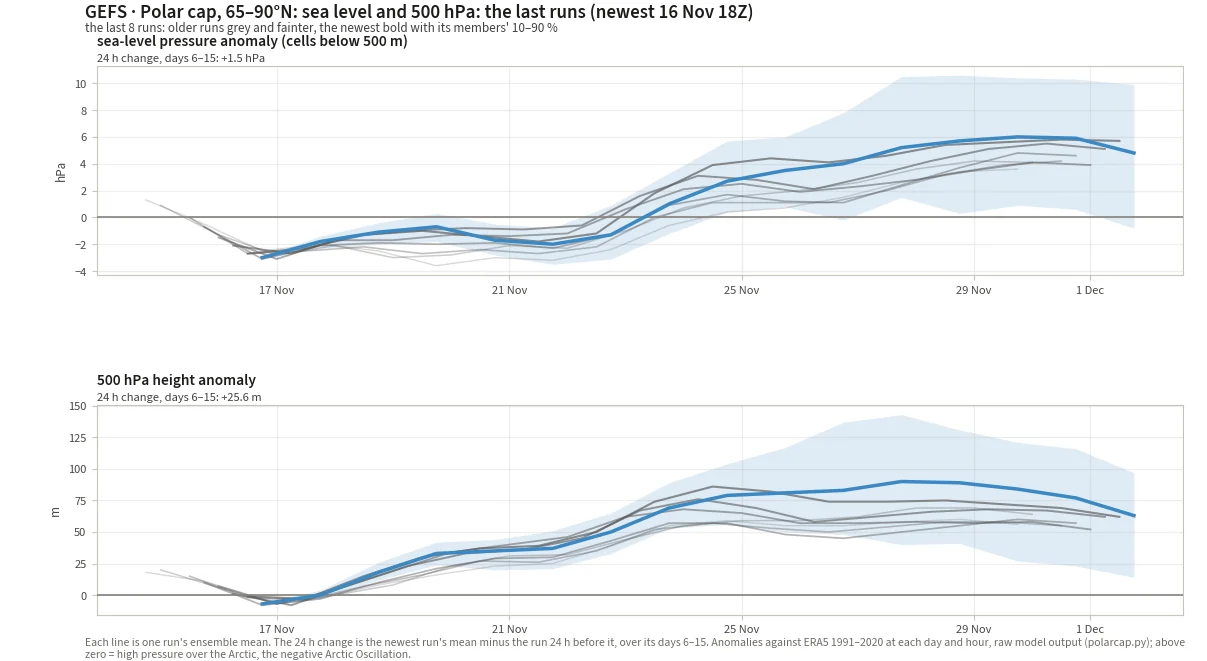 GEFS · Polar cap, 65–90°N: sea level and 500 hPa: the last runs (newest 16 Nov 18Z)
the last 8 runs: older runs grey and fainter, the newest bold with its members' 10–90 %
sea-level pressure anomaly (cells below 500 m)
24 h change, days 6–15: +1.5 hPa
10
8
6
4
2
0
−2
−4
hPa
17 Nov
21 Nov
25 Nov
29 Nov
1 Dec
500 hPa height anomaly
24 h change, days 6–15: +25.6 m
150
125
100
75
50
25
0
m
17 Nov
21 Nov
25 Nov
29 Nov
1 Dec
Each line is one run's ensemble mean. The 24 h change is the newest run's mean minus the run 24 h before it, over its days 6–15. Anomalies against ERA5 1991–2020 at each day and hour, raw model output (polarcap.py); above
zero = high pressure over the Arctic, the negative Arctic Oscillation.